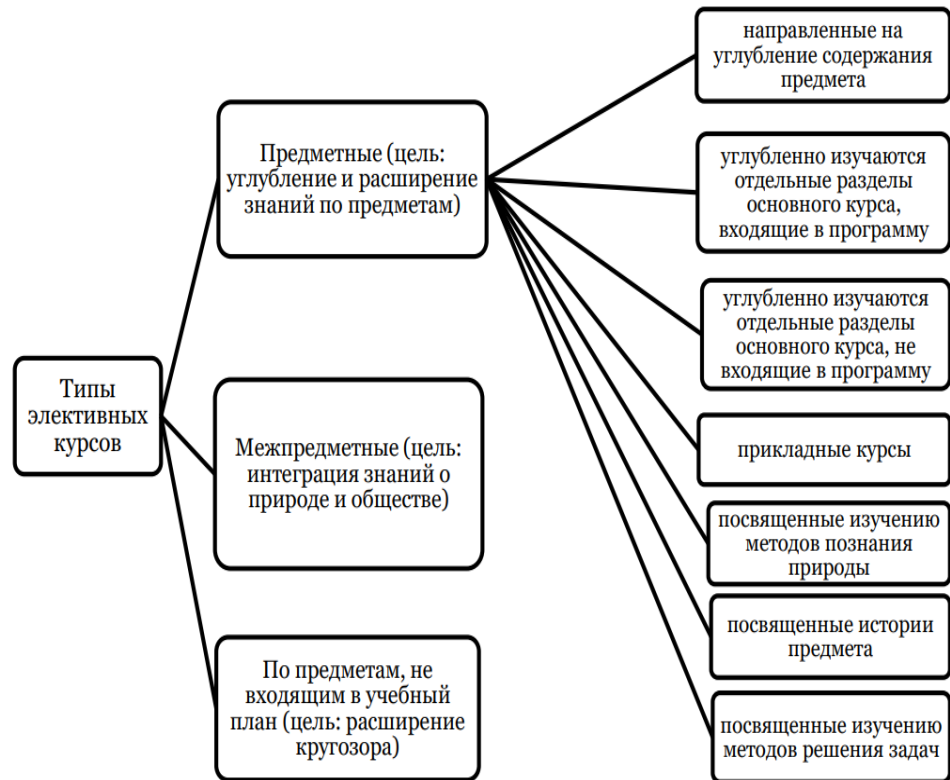 Типы
элективных
курсов
Предметные (цель:
углубление и расширение
знаний по предметам)
Межпредметные (цель:
интеграция знаний о
природе и обществе)
По предметам, не
входящим в учебный
план (цель: расширение
кругозора)
направленные на
углубление содержания
предмета
углубленно изучаются
отдельные разделы
основного курса,
входящие в программу
углубленно изучаются
отдельные разделы
основного курса, не
входящие в программу
прикладные курсы
посвященные изучению
методов познания
природы
посвященные истории
предмета
посвященные изучению
методов решения задач